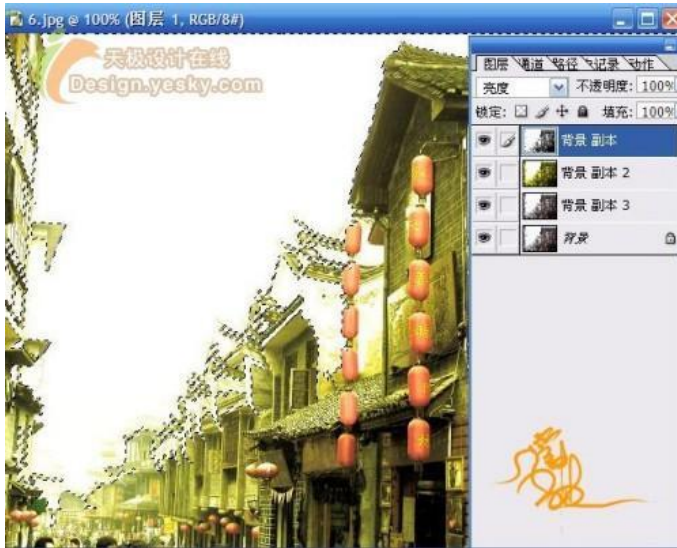 6.jpg @ 100% (图层 1, RGB/8#)
天极设计在线
Design.yesky.com
图层 通道 路径 记录 动作
亮度 不透明度: 100%
锁定: 填充: 100%
背景 副本
背景 副本 2
背景 副本 3
背景